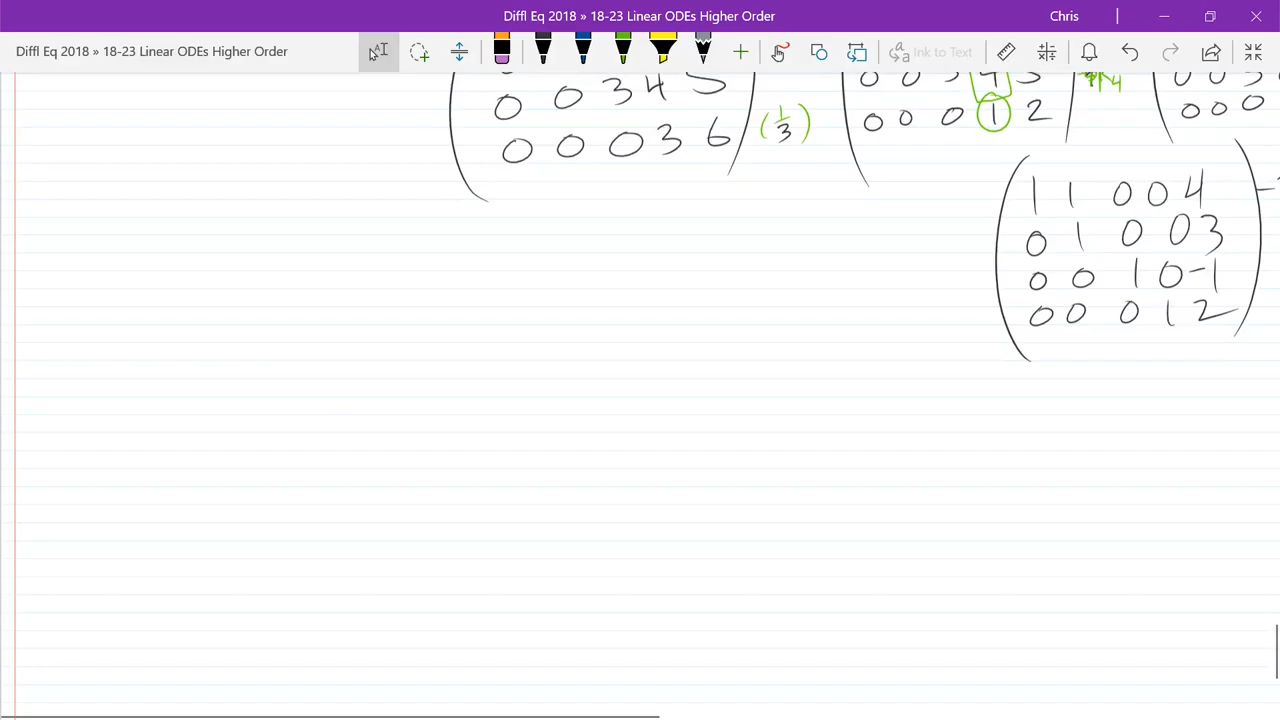 Diffl Eq 2018 » 18-23 Linear ODEs Higher Order
Chris
Diffl Eq 2018 » 18-23 Linear ODEs Higher Order
Ink to Text
0 0 3 4 5
0 0 0 3 6 (1/3)
0 0 0 1 2
0 0 0
1 1 0 0 4
0 1 0 0 3
0 0 1 0 -1
0 0 0 1 2